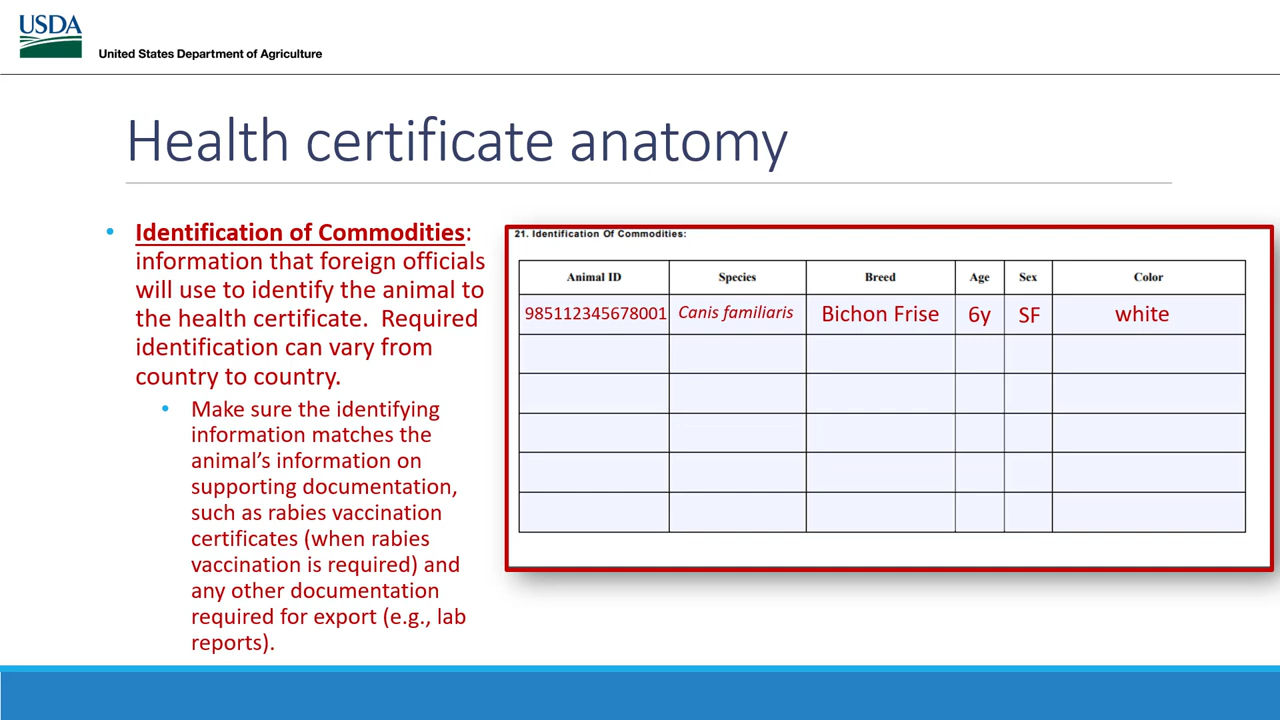 USDA
United States Department of Agriculture
Health certificate anatomy
• Identification of Commodities:
information that foreign officials
will use to identify the animal to
the health certificate. Required
identification can vary from
country to country.
• Make sure the identifying
information matches the
animal's information on
supporting documentation,
such as rabies vaccination
certificates (when rabies
vaccination is required) and
any other documentation
required for export (e.g., lab
reports).
21. Identification Of Commodities:
Animal ID Species Breed Age Sex Color
985112345678001 Canis familiaris Bichon Frise 6y SF white